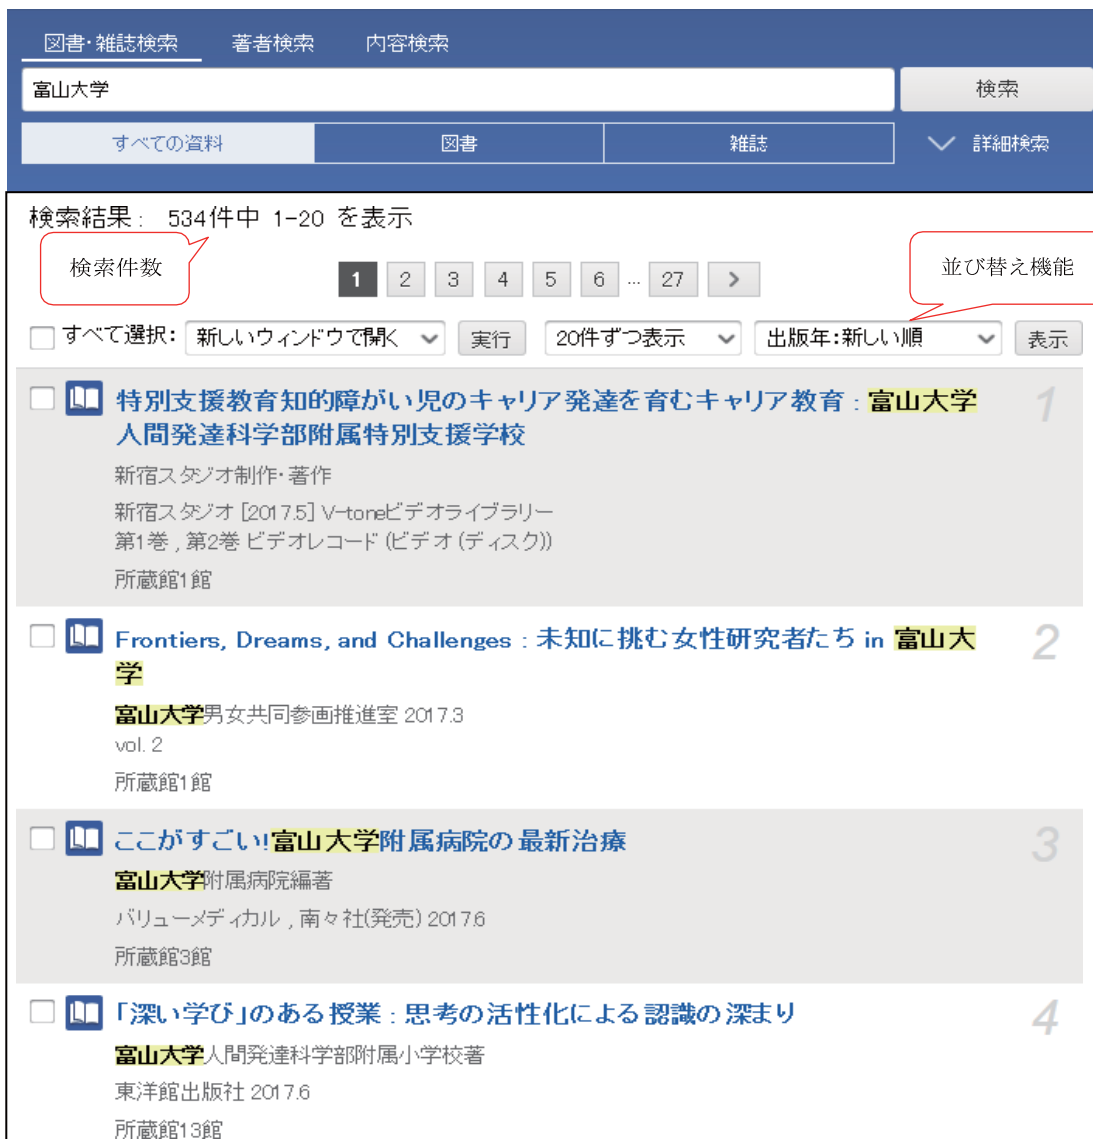 図書・雑誌検索 著者検索 内容検索
富山大学 検索
すべての資料 図書 雑誌 詳細検索
検索結果： 534件中 1-20 を表示
検索件数
並び替え機能
1 2 3 4 5 6 ... 27 >
すべて選択: 新しいウィンドウで開く 実行 20件ずつ表示 出版年:新しい順 表示
特別支援教育知的障がい児のキャリア発達を育むキャリア教育 : 富山大学 1
人間発達科学部附属特別支援学校
新宿スタジオ制作・著作
新宿スタジオ [2017.5] V-toneビデオライブラリー
第1巻 , 第2巻 ビデオレコード (ビデオ (ディスク))
所蔵館1館
Frontiers, Dreams, and Challenges : 未知に挑む女性研究者たち in 富山大 2
学
富山大学男女共同参画推進室 2017.3
vol. 2
所蔵館1館
ここがすごい!富山大学附属病院の最新治療 3
富山大学附属病院編著
バリューメディカル , 南々社(発売) 2017.6
所蔵館3館
「深い学び」のある授業 : 思考の活性化による認識の深まり 4
富山大学人間発達科学部附属小学校著
東洋館出版社 2017.6
所蔵館13館